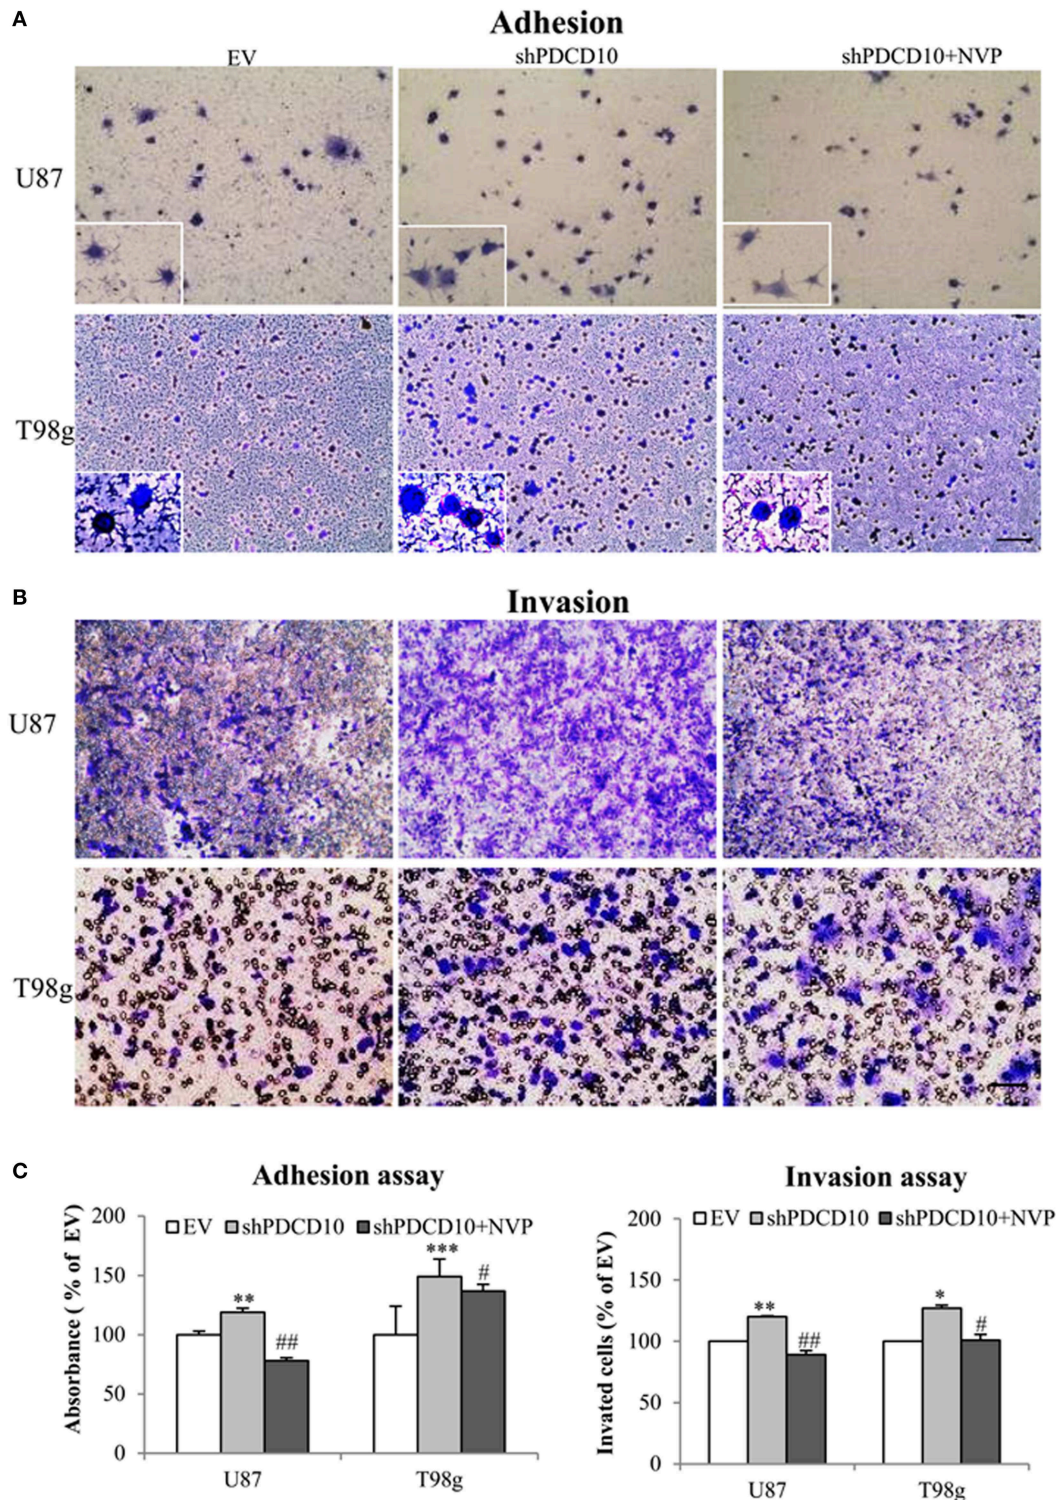 A
Adhesion
EV shPDCD10 shPDCD10+NVP
U87
T98g
B
Invasion
U87
T98g
C
Adhesion assay
EV shPDCD10 shPDCD10+NVP
Absorbance ( % of EV)
200
150
100
50
0
**
##
***
#
U87 T98g
Invasion assay
EV shPDCD10 shPDCD10+NVP
Invated cells (% of EV)
200
150
100
50
0
**
##
*
#
U87 T98g